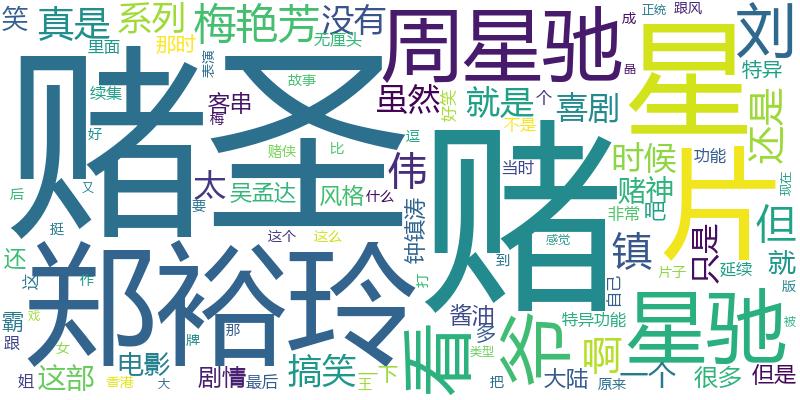 笑
真是
系列
梅艳芳
没有
周星驰
成
正统
跟风
刘
里面
那时
表演
无厘头
星
昷
特异
赌圣
故事
虽然
续集
客串
好笑
就是
个
喜剧
还是
好
梅
赌侠
比
逗
赌
不是
当时
时候
片
功能
后
又
太
吴孟达
风格
伟
什么
要
赌神
现在
非常
吧
但
挺
这个
这么
钟镇涛
感觉
镇
只是
还
这
作
郑裕玲
到
片子
延续
就
打
自己
版
霸
戏
那
牌
酱油
多
爷
特异功能
星驰
被
跟
女
电影
搞笑
看
类型
啊
姐
这部
香港
大
剧情
最后
王
一下
把
大陆
原来
一个
很多
但是